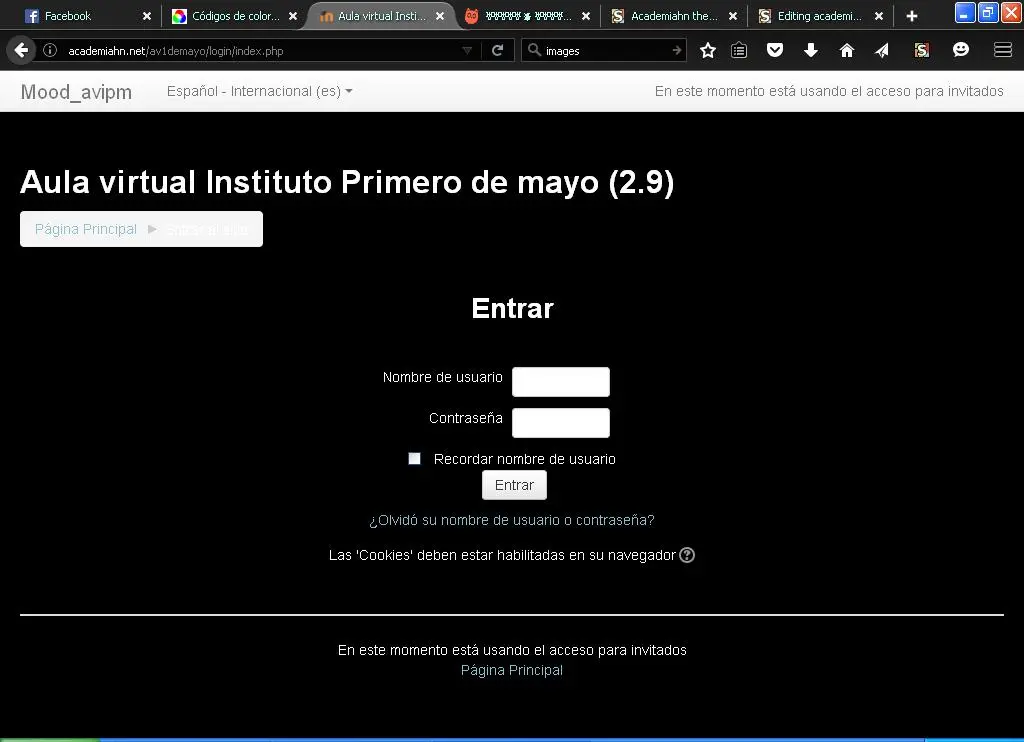 Facebook
Códigos de color...
Aula virtual Insti...
Academiahn the...
Editing academi...
academiahn.net/av1demayo/login/index.php
images
Mood_avipm
Español - Internacional (es)
En este momento está usando el acceso para invitados
Aula virtual Instituto Primero de mayo (2.9)
Página Principal ►
Entrar
Nombre de usuario
Contraseña
Recordar nombre de usuario
Entrar
¿Olvidó su nombre de usuario o contraseña?
Las 'Cookies' deben estar habilitadas en su navegador
En este momento está usando el acceso para invitados
Página Principal